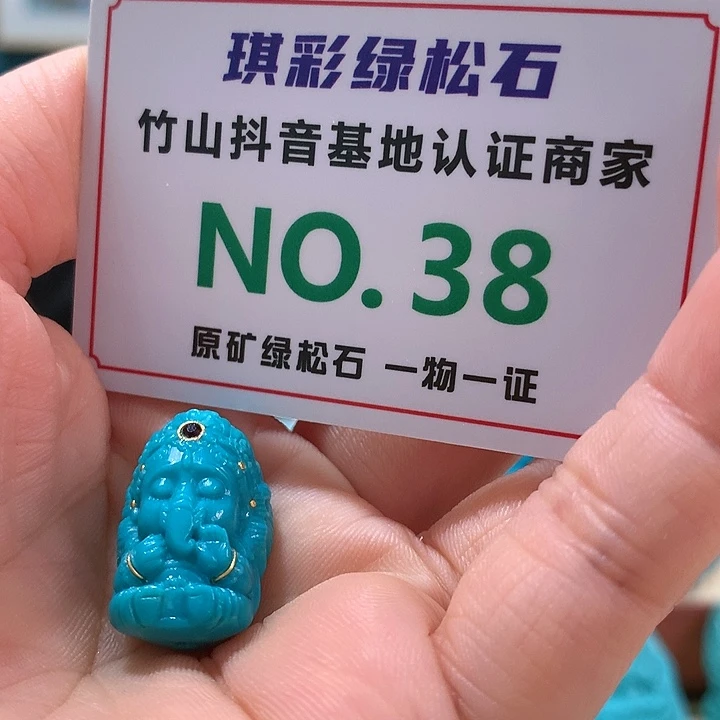 琪彩绿松石
竹山抖音基地认证商家
NO. 38
原矿绿松石 一物一证